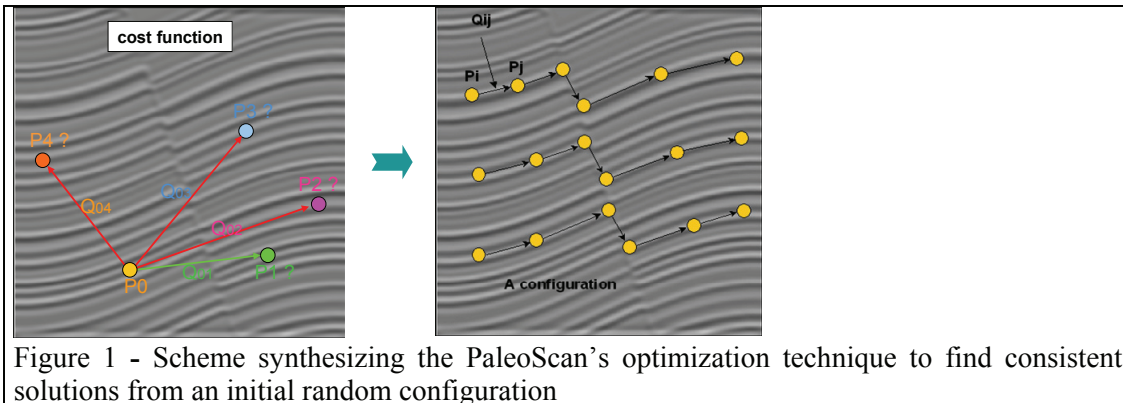 cost function
P4 ?
P3 ?
P2 ?
Q04
Q03
Q02
Q01
P1 ?
P0
Qij
Pi
Pj
A configuration
Figure 1 - Scheme synthesizing the PaleoScan's optimization technique to find consistent
solutions from an initial random configuration